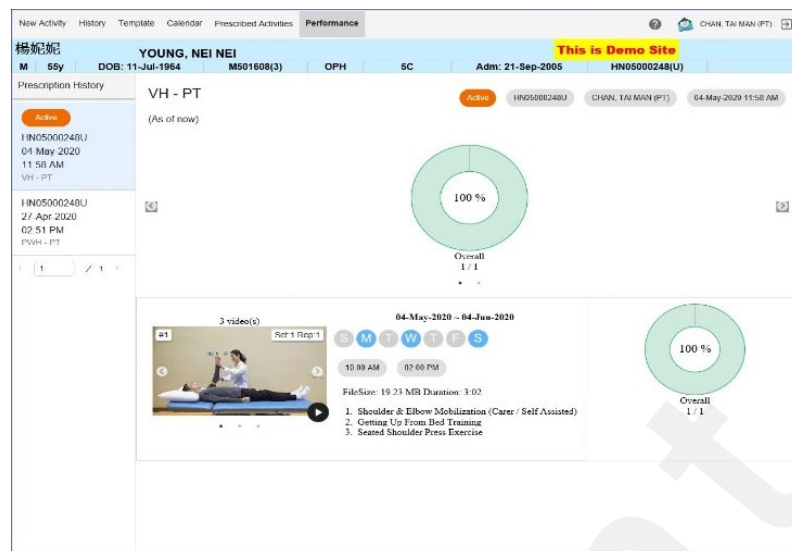 New Activity History Template Calendar Prescribed Activities Performance
CHAN, TAI MAN (PT)
楊妮妮 YOUNG, NEI NEI This is Demo Site
M 55y DOB: 11-Jul-1964 M501608(3) OPH 5C Adm: 21-Sep-2005 HN05000248(U)
Prescription History
Active
HN05000248U
04-May-2020
11:58 AM
VH - PT
HN05000248U
27-Apr-2020
02:51 PM
PWH - PT
1 / 1
VH - PT
Active HN05000248U CHAN, TAI MAN (PT) 04-May-2020 11:58 AM
(As of now)
100 %
Overall
1 / 1
3 video(s)
#1 Set:1 Rep:1
04-May-2020 ~ 04-Jun-2020
S M T W T F S
10:00 AM 02:00 PM
FileSize: 19.23 MB Duration: 3:02
1. Shoulder & Elbow Mobilization (Carer / Self Assisted)
2. Getting Up From Bed Training
3. Seated Shoulder Press Exercise
100 %
Overall
1 / 1